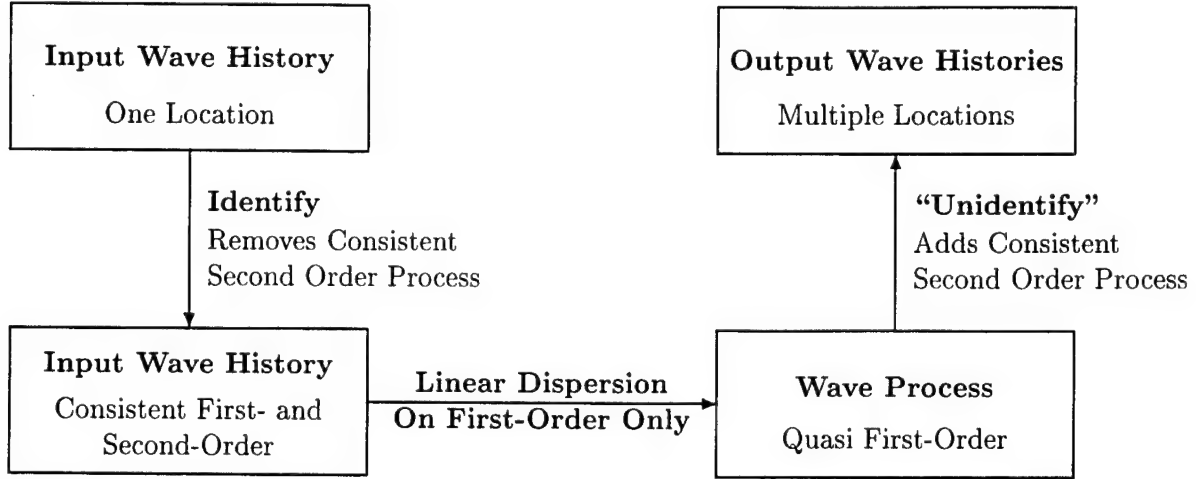 Input Wave History
One Location
Identify
Removes Consistent
Second Order Process
Input Wave History
Consistent First- and
Second-Order
Linear Dispersion
On First-Order Only
Wave Process
Quasi First-Order
“Unidentify”
Adds Consistent
Second Order Process
Output Wave Histories
Multiple Locations